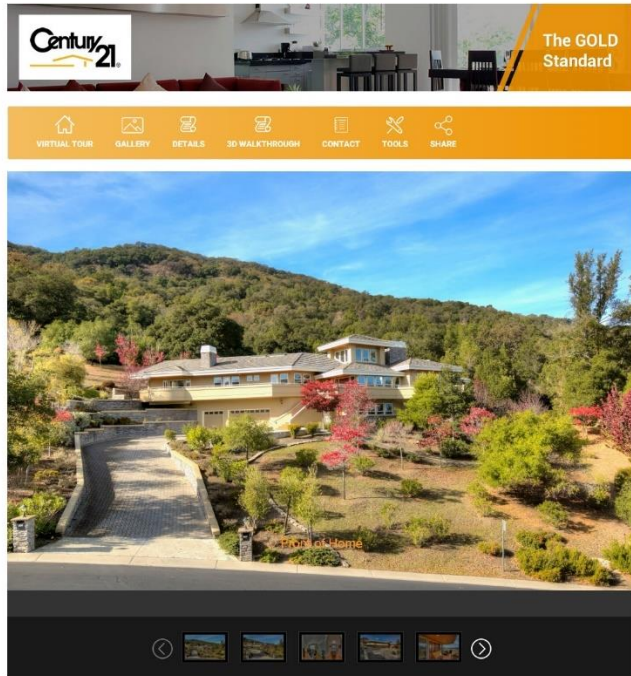 Century
21
The GOLD
Standard
VIRTUAL TOUR GALLERY DETAILS 3D WALKTHROUGH CONTACT TOOLS SHARE
Front of Home